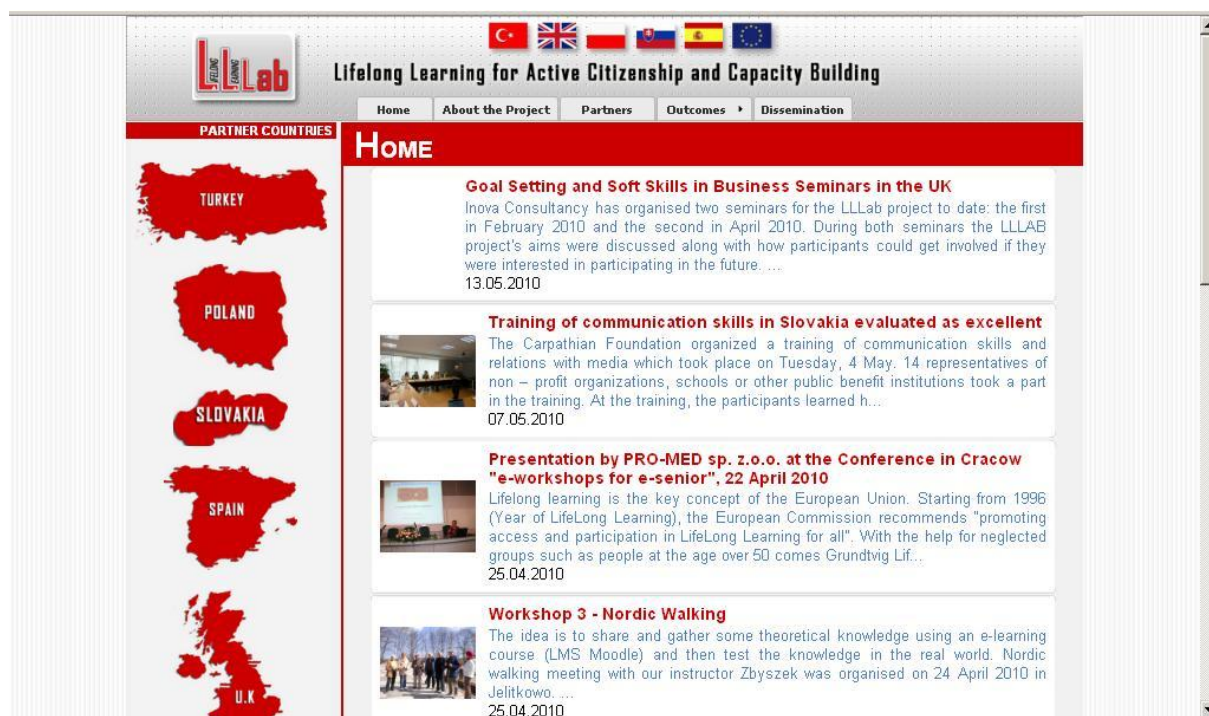 LIFELONG LEARNING
LLLab
Lifelong Learning for Active Citizenship and Capacity Building
Home About the Project Partners Outcomes Dissemination
PARTNER COUNTRIES
TURKEY
POLAND
SLOVAKIA
SPAIN
U.K
HOME
Goal Setting and Soft Skills in Business Seminars in the UK
Inova Consultancy has organised two seminars for the LLLab project to date: the first
in February 2010 and the second in April 2010. During both seminars the LLLAB
project's aims were discussed along with how participants could get involved if they
were interested in participating in the future. ...
13.05.2010
Training of communication skills in Slovakia evaluated as excellent
The Carpathian Foundation organized a training of communication skills and
relations with media which took place on Tuesday, 4 May. 14 representatives of
non – profit organizations, schools or other public benefit institutions took a part
in the training. At the training, the participants learned h...
07.05.2010
Presentation by PRO-MED sp. z.o.o. at the Conference in Cracow
"e-workshops for e-senior", 22 April 2010
Lifelong learning is the key concept of the European Union. Starting from 1996
(Year of LifeLong Learning), the European Commission recommends "promoting
access and participation in LifeLong Learning for all". With the help for neglected
groups such as people at the age over 50 comes Grundtvig Lif...
25.04.2010
Workshop 3 - Nordic Walking
The idea is to share and gather some theoretical knowledge using an e-learning
course (LMS Moodle) and then test the knowledge in the real world. Nordic
walking meeting with our instructor Zbyszek was organised on 24 April 2010 in
Jelitkowo. ...
25.04.2010